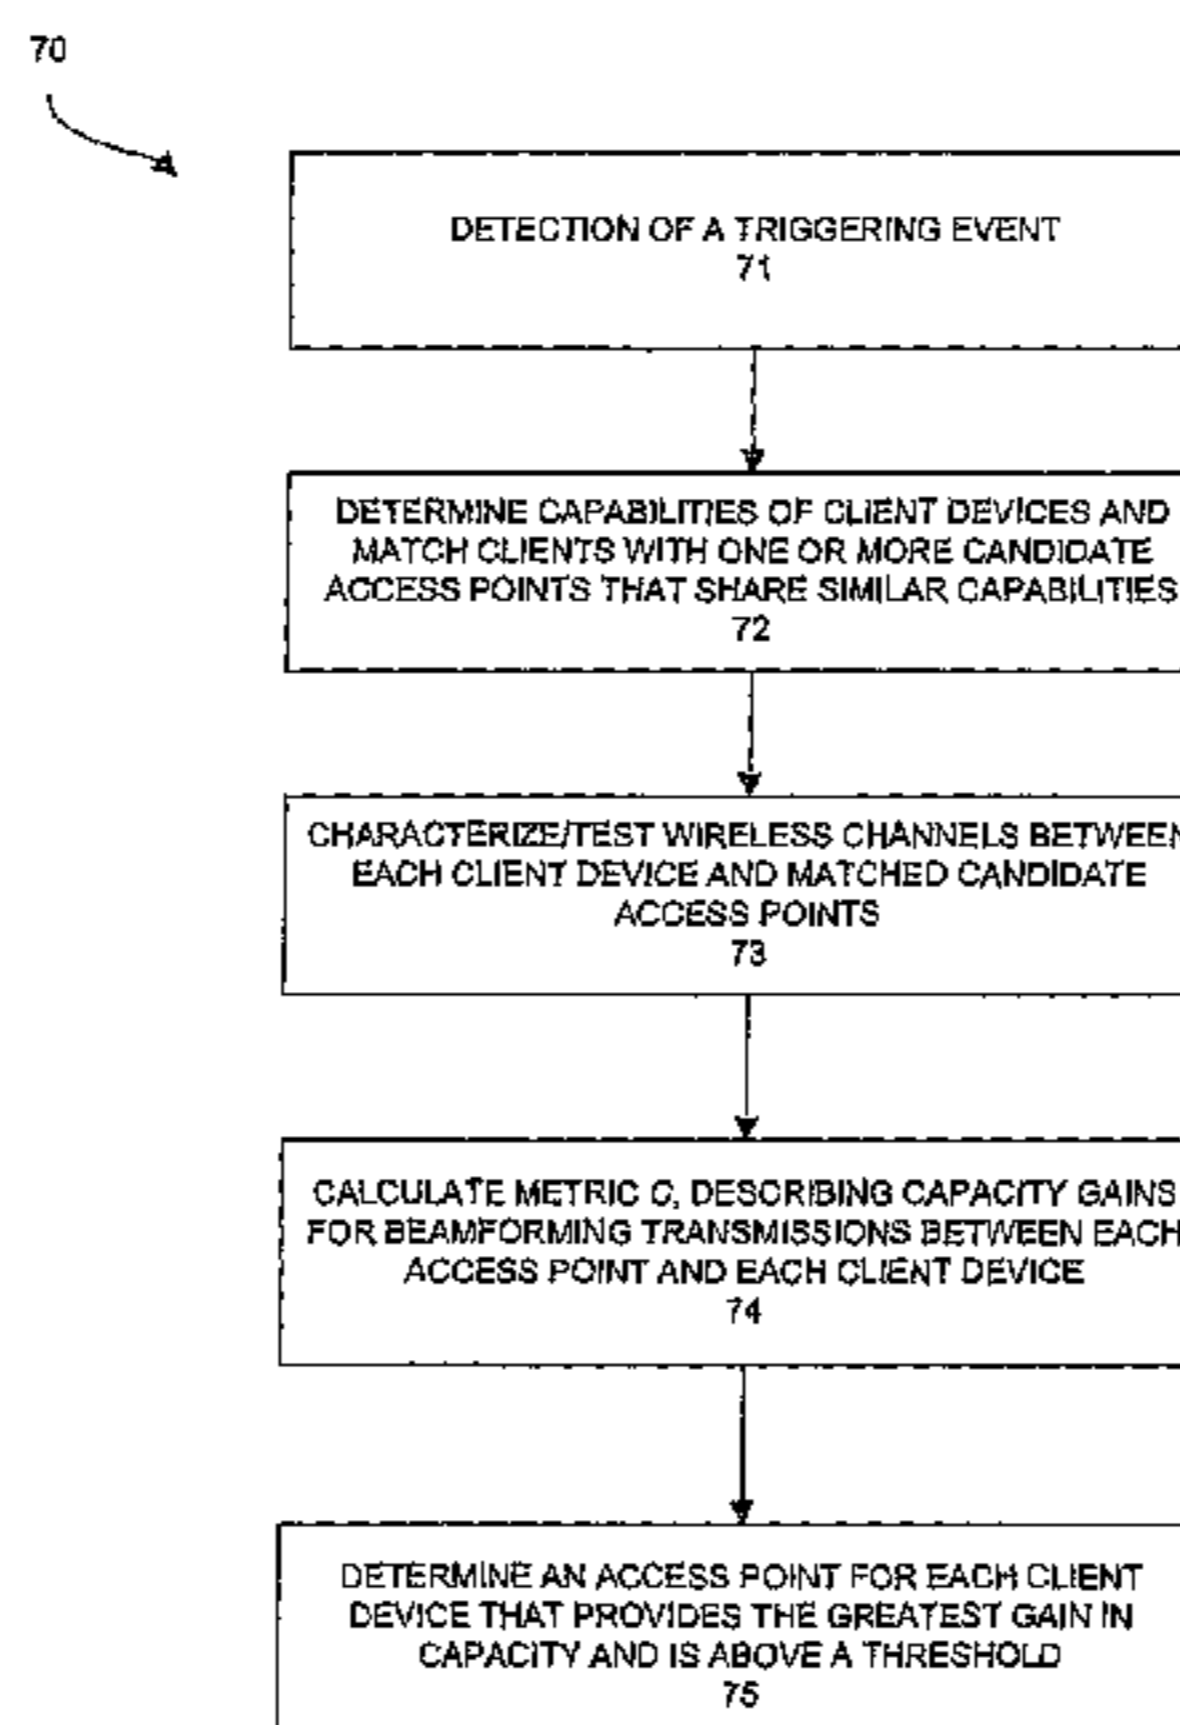 70
DETECTION OF A TRIGGERING EVENT
71
DETERMINE CAPABILITIES OF CLIENT DEVICES AND
MATCH CLIENTS WITH ONE OR MORE CANDIDATE
ACCESS POINTS THAT SHARE SIMILAR CAPABILITIES
72
CHARACTERIZE/TEST WIRELESS CHANNELS BETWEEN
EACH CLIENT DEVICE AND MATCHED CANDIDATE
ACCESS POINTS
73
CALCULATE METRIC C, DESCRIBING CAPACITY GAINS
FOR BEAMFORMING TRANSMISSIONS BETWEEN EACH
ACCESS POINT AND EACH CLIENT DEVICE
74
DETERMINE AN ACCESS POINT FOR EACH CLIENT
DEVICE THAT PROVIDES THE GREATEST GAIN IN
CAPACITY AND IS ABOVE A THRESHOLD
75